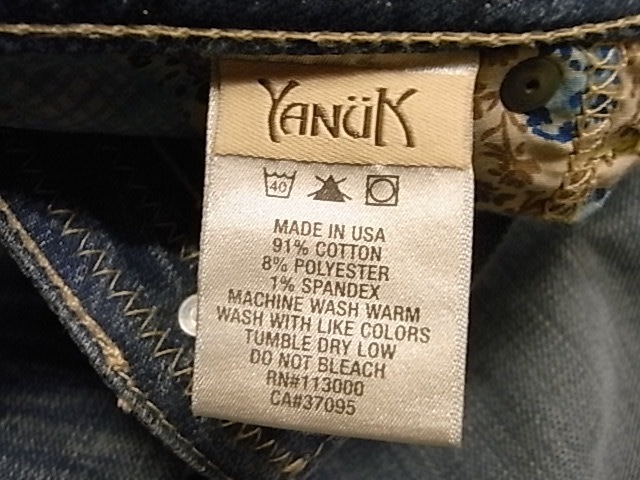 YANÜK
40
MADE IN USA
91% COTTON
8% POLYESTER
1% SPANDEX
MACHINE WASH WARM
WASH WITH LIKE COLORS
TUMBLE DRY LOW
DO NOT BLEACH
RN#113000
CA#37095